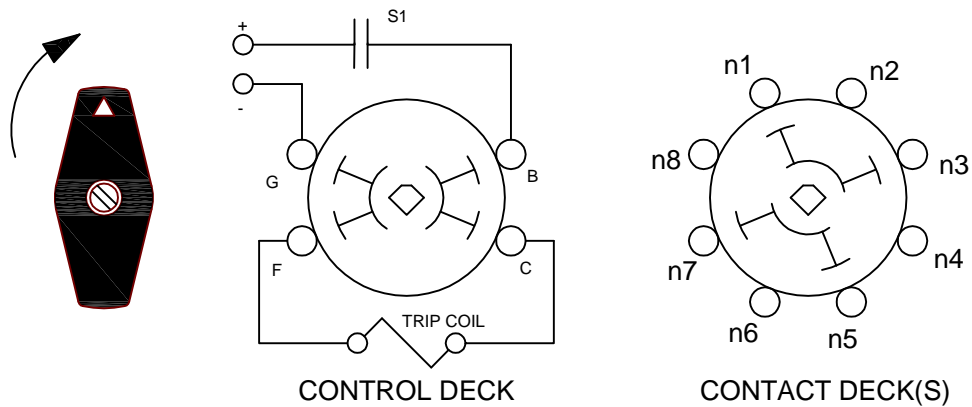 S1
+
-
G
B
F
C
TRIP COIL
CONTROL DECK
n1
n2
n8
n3
n7
n4
n6
n5
CONTACT DECK(S)